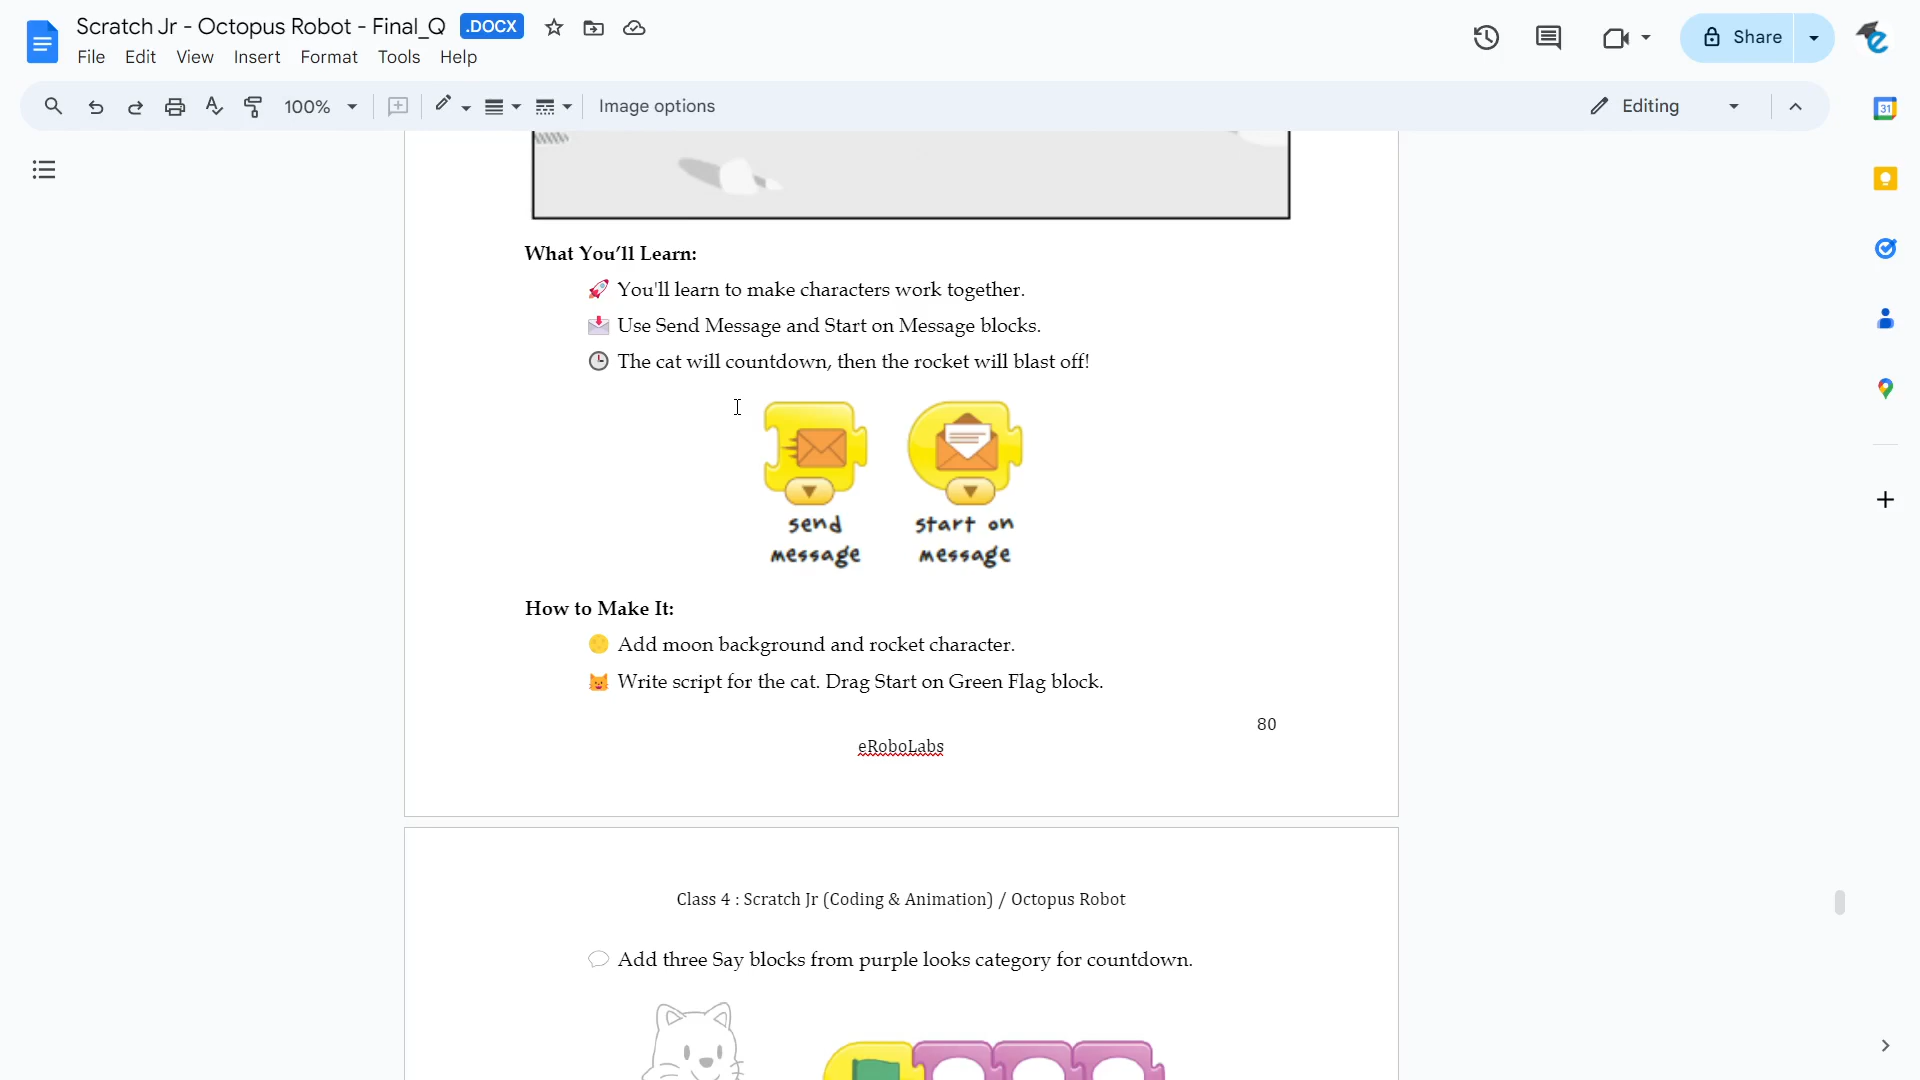 Scratch Jr - Octopus Robot - Final_Q .DOCX
File Edit View Insert Format Tools Help
Share
100%
Image options
Editing
31
What You'll Learn:
You'll learn to make characters work together.
Use Send Message and Start on Message blocks.
The cat will countdown, then the rocket will blast off!
send message
start on message
How to Make It:
Add moon background and rocket character.
Write script for the cat. Drag Start on Green Flag block.
80
eRoboLabs
Class 4 : Scratch Jr (Coding & Animation) / Octopus Robot
Add three Say blocks from purple looks category for countdown.